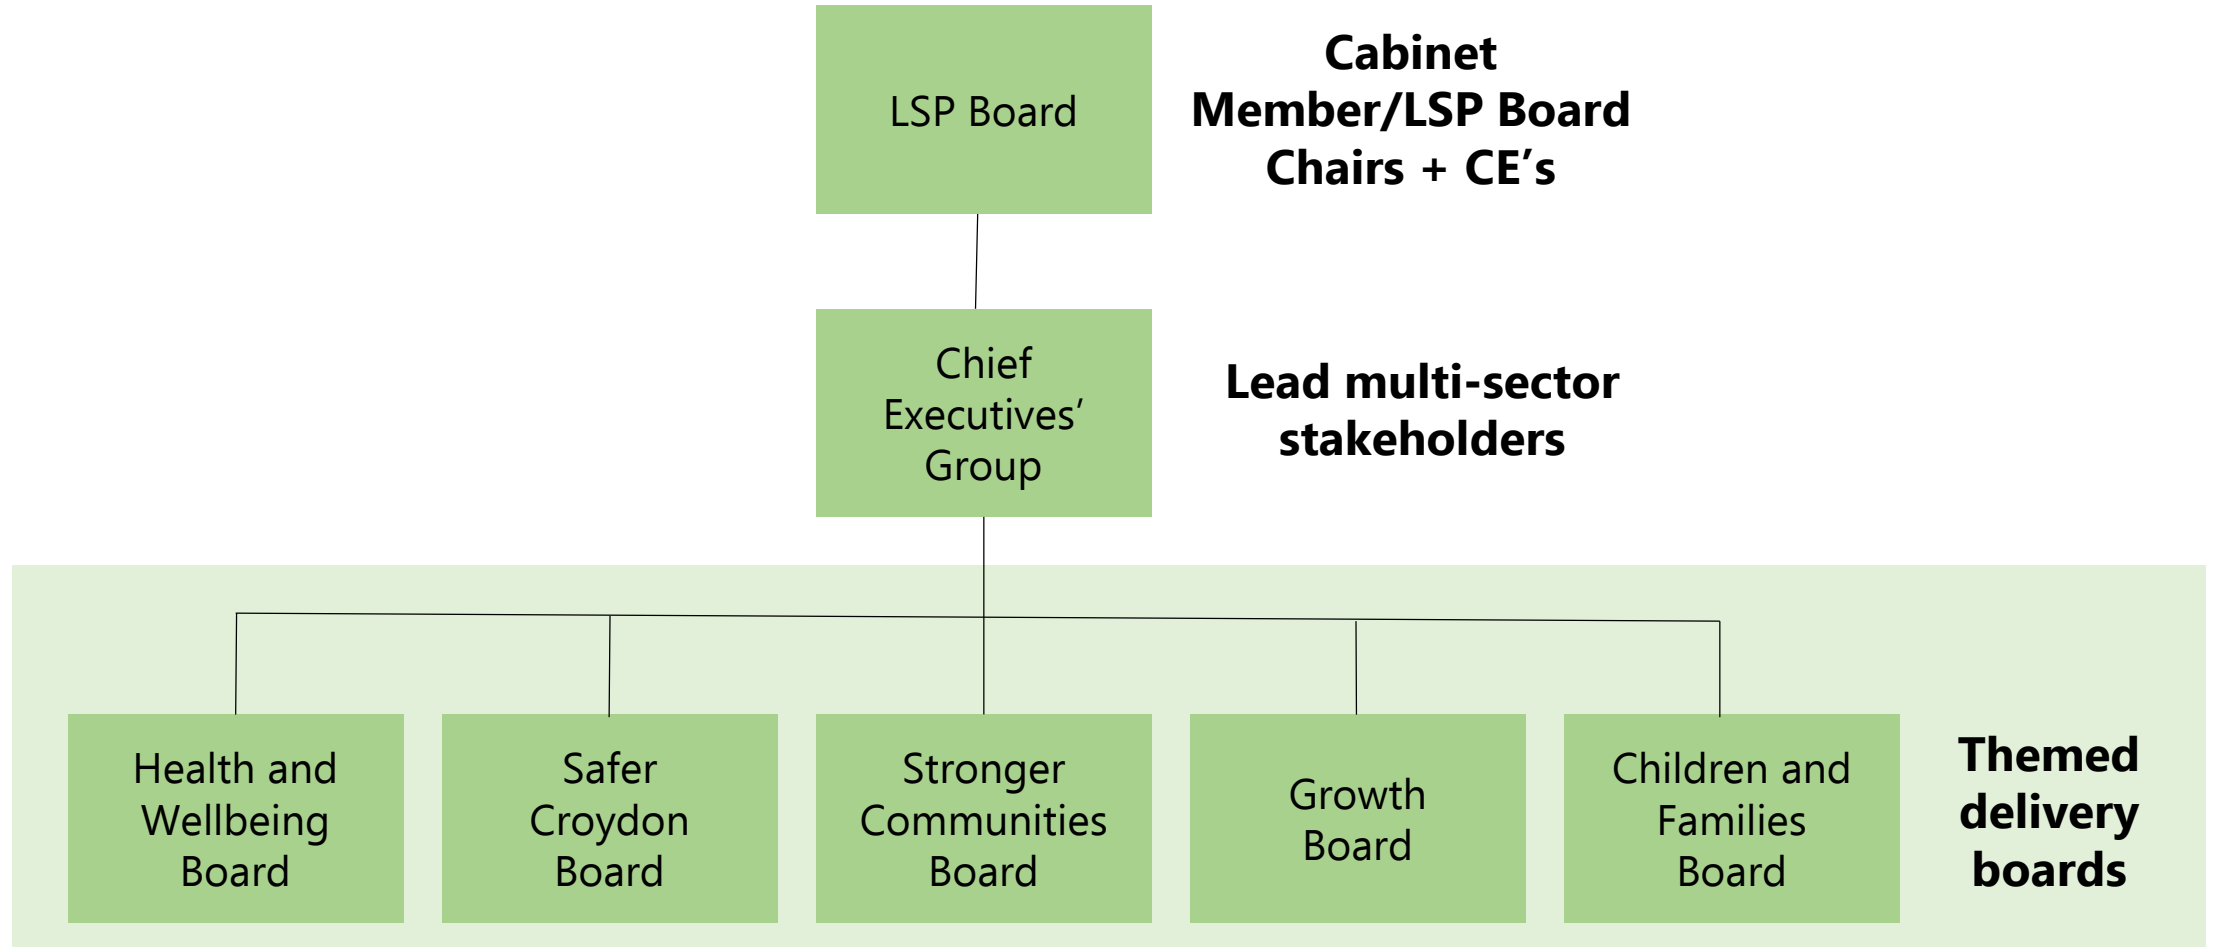 LSP Board
Cabinet
Member/LSP Board
Chairs + CE’s
Chief
Executives’
Group
Lead multi-sector
stakeholders
Health and
Wellbeing
Board
Safer
Croydon
Board
Stronger
Communities
Board
Growth
Board
Children and
Families
Board
Themed
delivery
boards